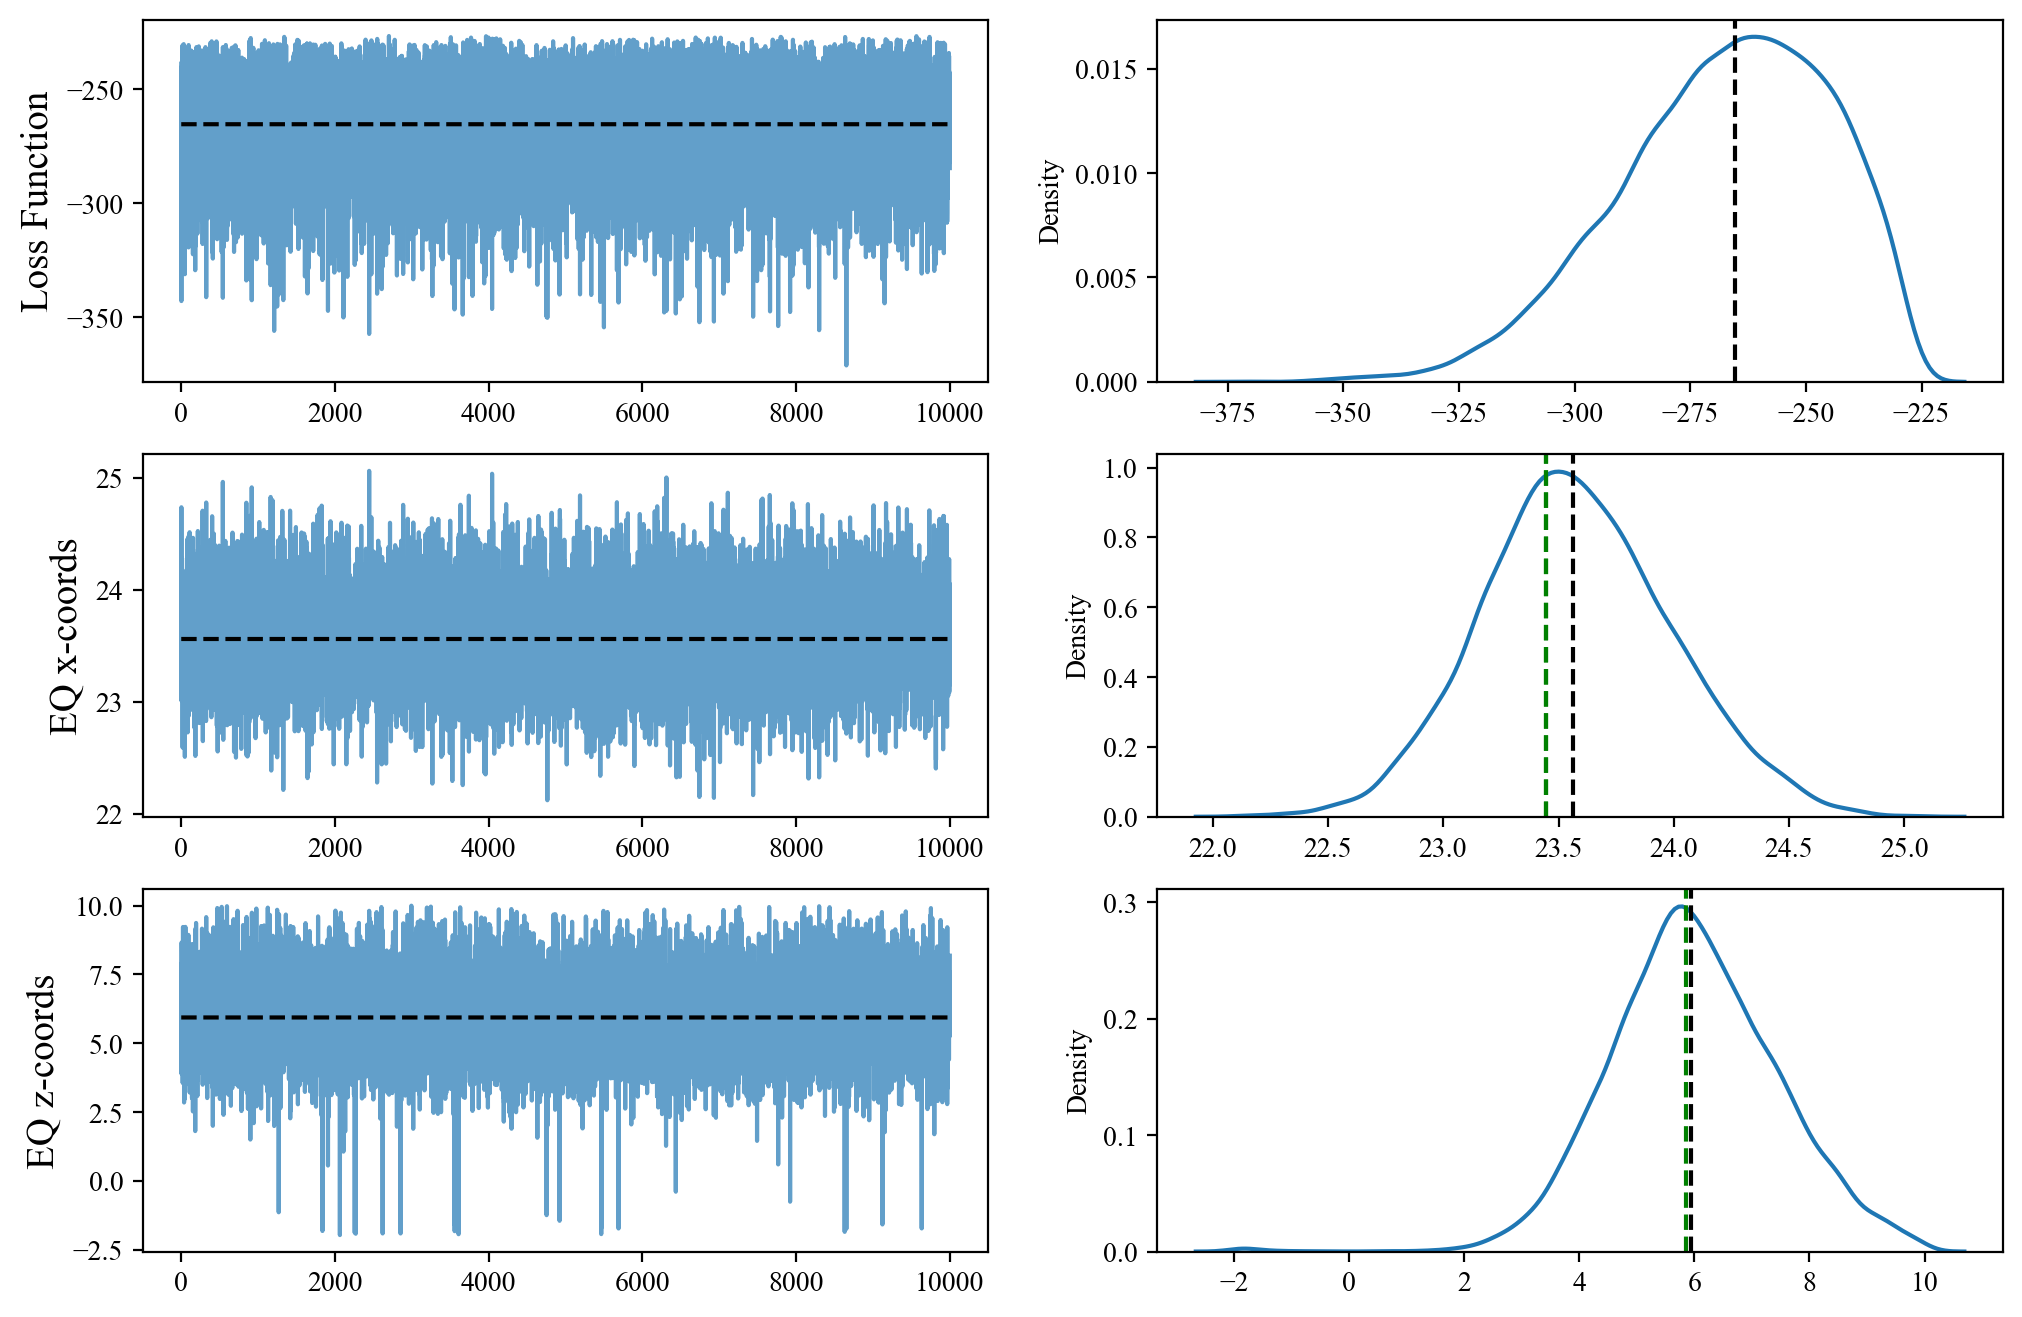 Loss Function
−250
−300
−350
0 2000 4000 6000 8000 10000
Density
0.015
0.010
0.005
0.000
−375 −350 −325 −300 −275 −250 −225
EQ x-coords
25
24
23
22
0 2000 4000 6000 8000 10000
Density
1.0
0.8
0.6
0.4
0.2
0.0
22.0 22.5 23.0 23.5 24.0 24.5 25.0
EQ z-coords
10.0
7.5
5.0
2.5
0.0
−2.5
0 2000 4000 6000 8000 10000
Density
0.3
0.2
0.1
0.0
−2 0 2 4 6 8 10